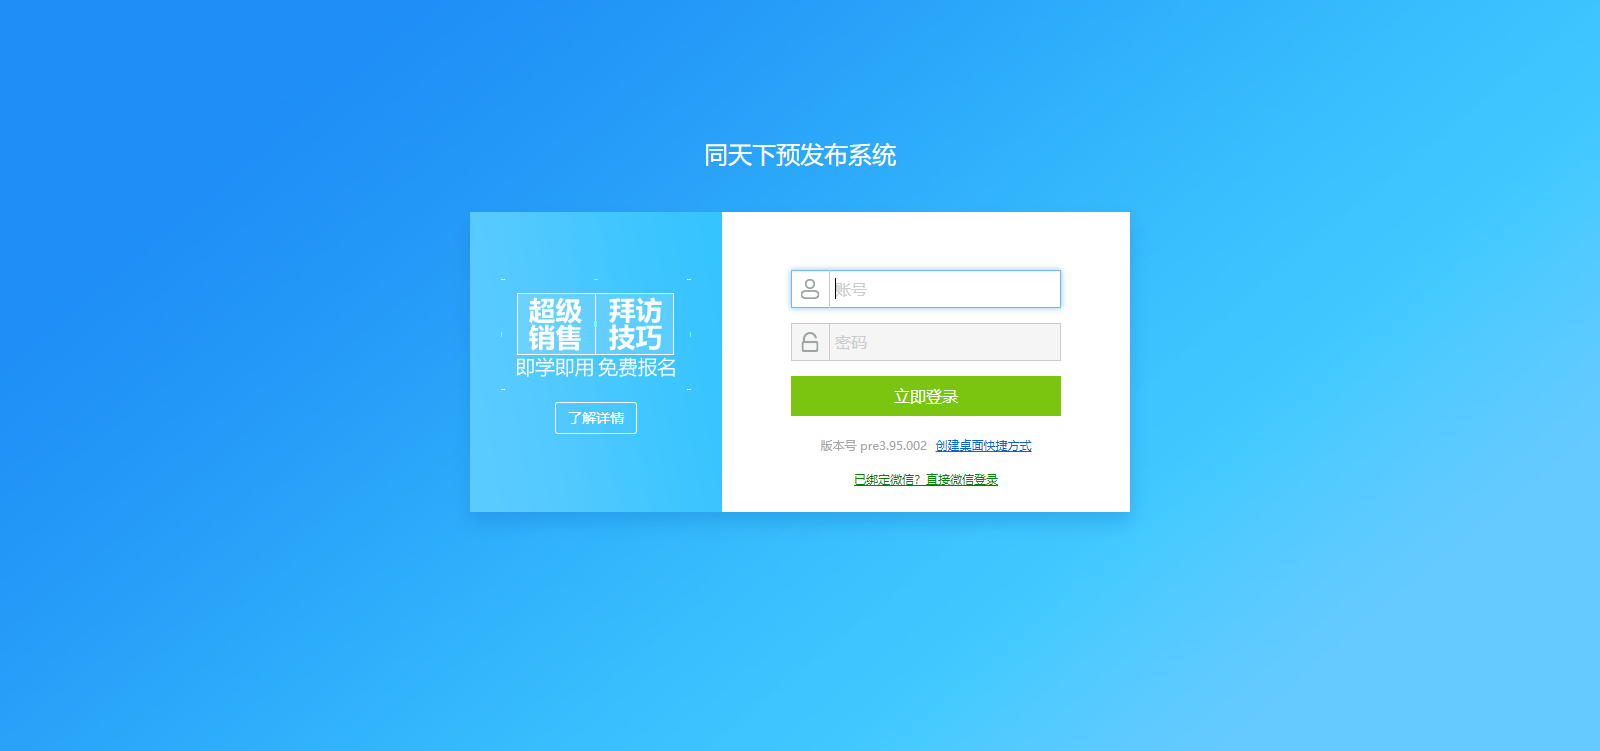 同天下预发布系统
超级 拜访
销售 技巧
即学即用 免费报名
了解详情
账号
密码
立即登录
版本号 pre3.95.002 创建桌面快捷方式
已绑定微信？直接微信登录